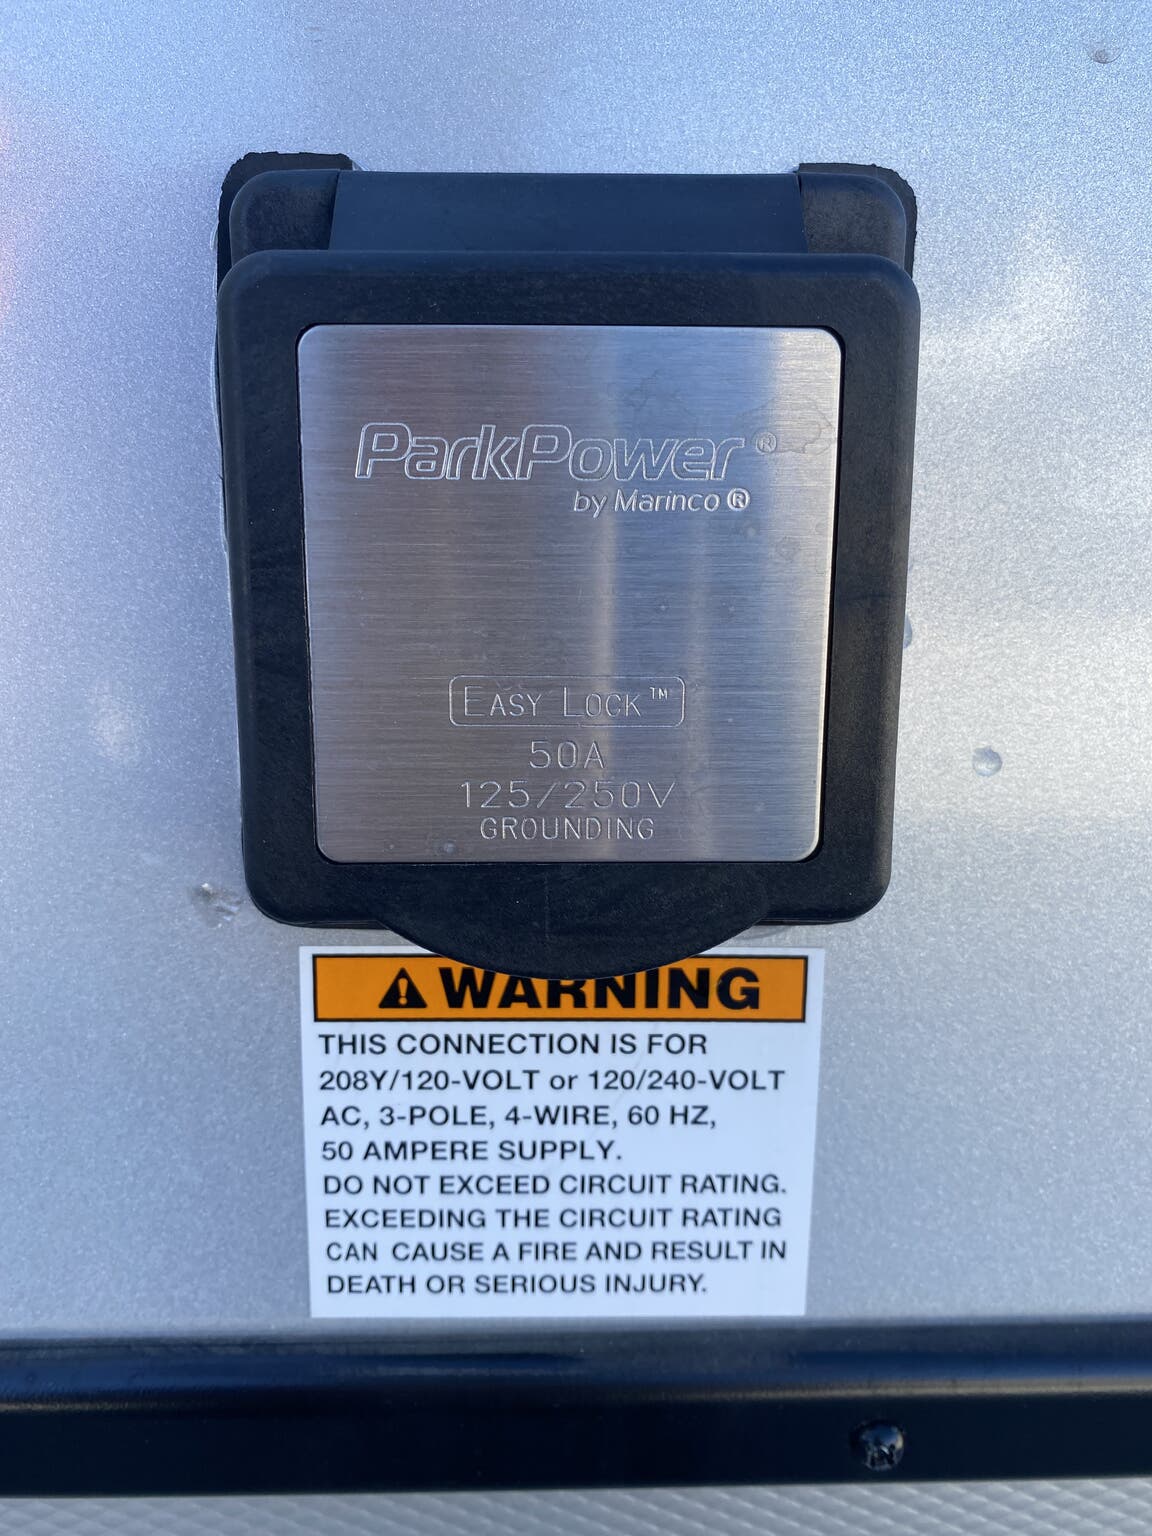 ParkPower®
by Marinco®
EASY LOCK™
50A
125/250V
GROUNDING
WARNING
THIS CONNECTION IS FOR
208Y/120-VOLT or 120/240-VOLT
AC, 3-POLE, 4-WIRE, 60 HZ,
50 AMPERE SUPPLY.
DO NOT EXCEED CIRCUIT RATING.
EXCEEDING THE CIRCUIT RATING
CAN CAUSE A FIRE AND RESULT IN
DEATH OR SERIOUS INJURY.